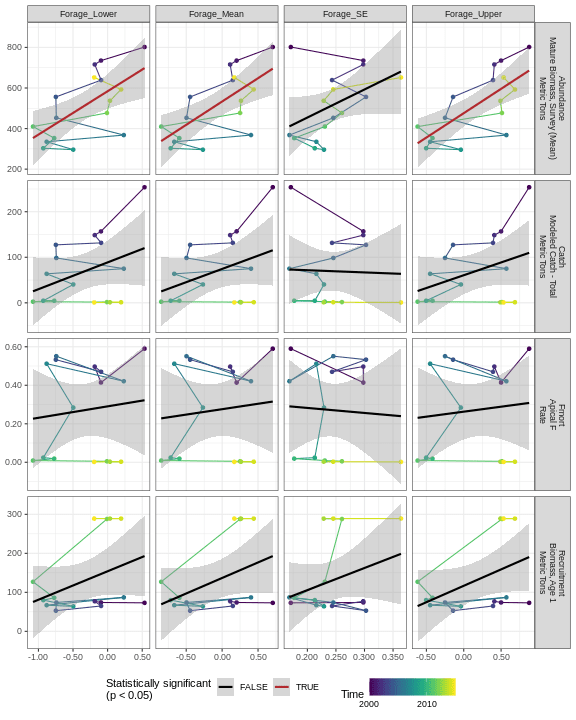 Forage_Lower Forage_Mean Forage_SE Forage_Upper
800
600
400
200
Abundance
Mature Biomass, Survey (Mean)
Metric Tons
200
100
0
Catch
Modeled Catch - Total
Metric Tons
0.60
0.40
0.20
0.00
Fmort
Apical F
Rate
300
200
100
0
Recruitment
Biomass, Age 1
Metric Tons
-1.00 -0.50 0.00 0.50 -0.50 0.00 0.50 0.200 0.250 0.300 0.350 -0.50 0.00 0.50
Statistically significant
(p < 0.05)
FALSE TRUE
Time
2000 2010